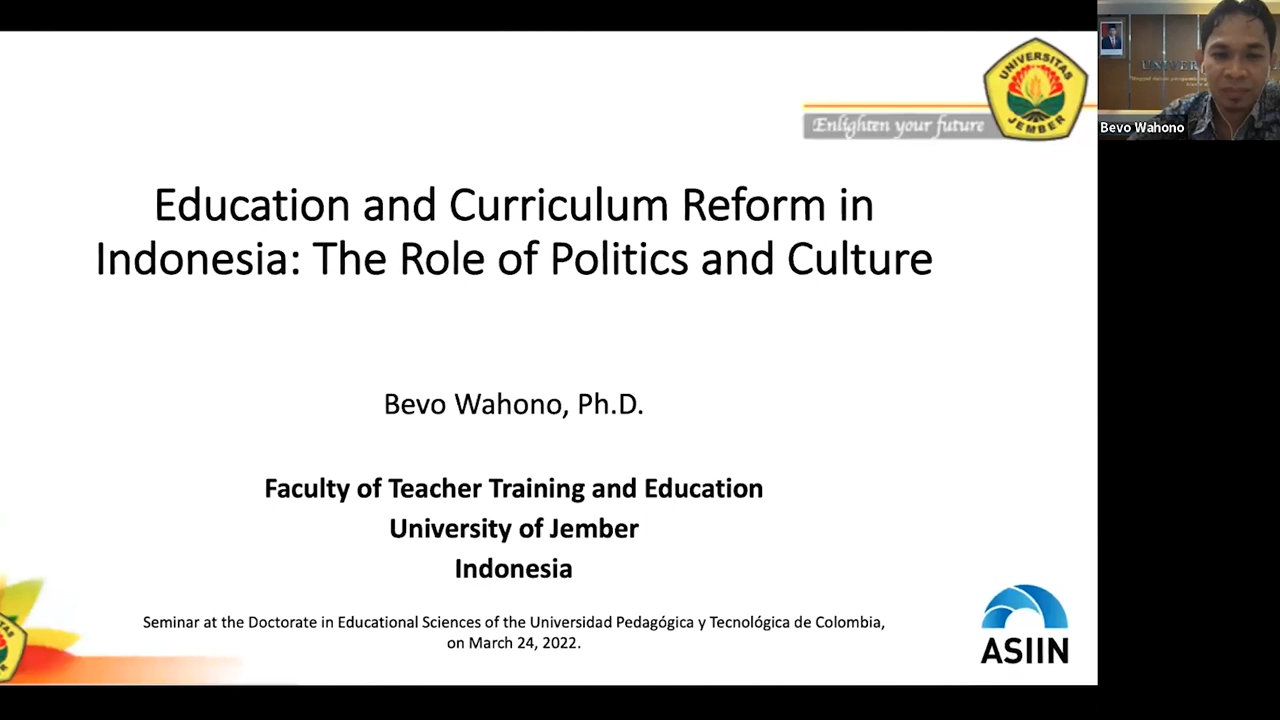 UNIVERSITAS
JEMBER
Enlighten your future
Bevo Wahono
Education and Curriculum Reform in
Indonesia: The Role of Politics and Culture
Bevo Wahono, Ph.D.
Faculty of Teacher Training and Education
University of Jember
Indonesia
Seminar at the Doctorate in Educational Sciences of the Universidad Pedagógica y Tecnológica de Colombia,
on March 24, 2022.
ASIIN